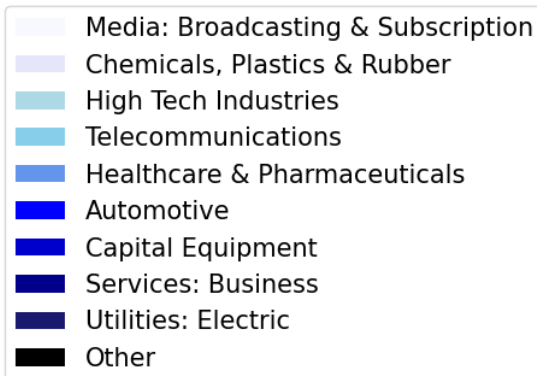 Media: Broadcasting & Subscription
Chemicals, Plastics & Rubber
High Tech Industries
Telecommunications
Healthcare & Pharmaceuticals
Automotive
Capital Equipment
Services: Business
Utilities: Electric
Other